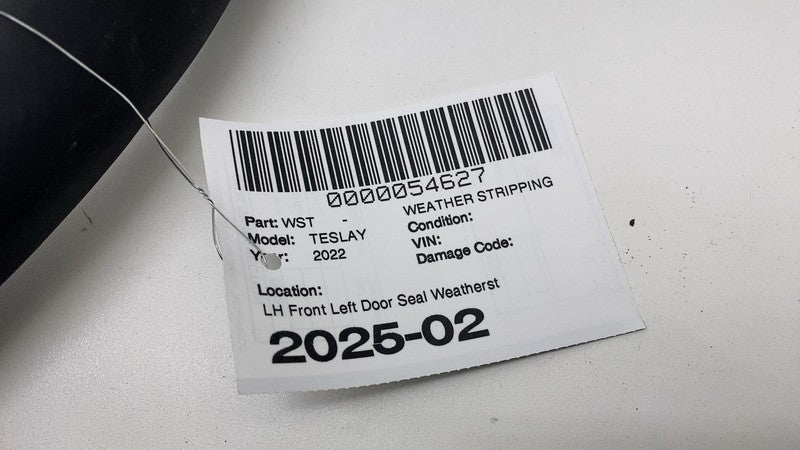 0000054627
Part: WST - WEATHER STRIPPING
Model: TESLAY Condition:
Year: 2022 VIN:
Damage Code:
Location:
LH Front Left Door Seal Weatherst
2025-02